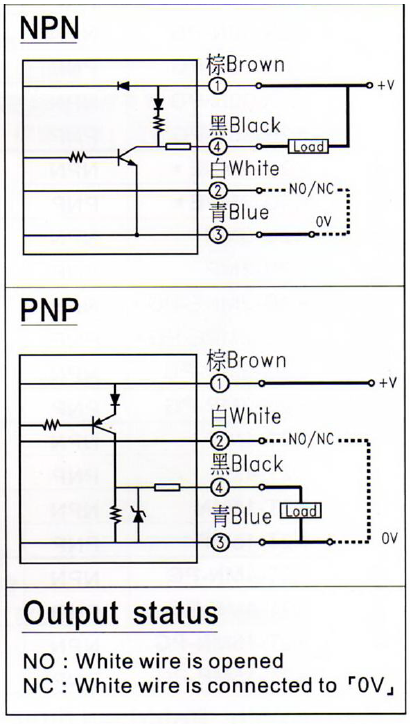 NPN
棕Brown
① +V
黑Black
④ Load
白White
② NO/NC
青Blue
0V
③
PNP
棕Brown
① +V
白White
② NO/NC
黑Black
④
青Blue Load
③ 0V
Output status
NO : White wire is opened
NC : White wire is connected to 「0V」